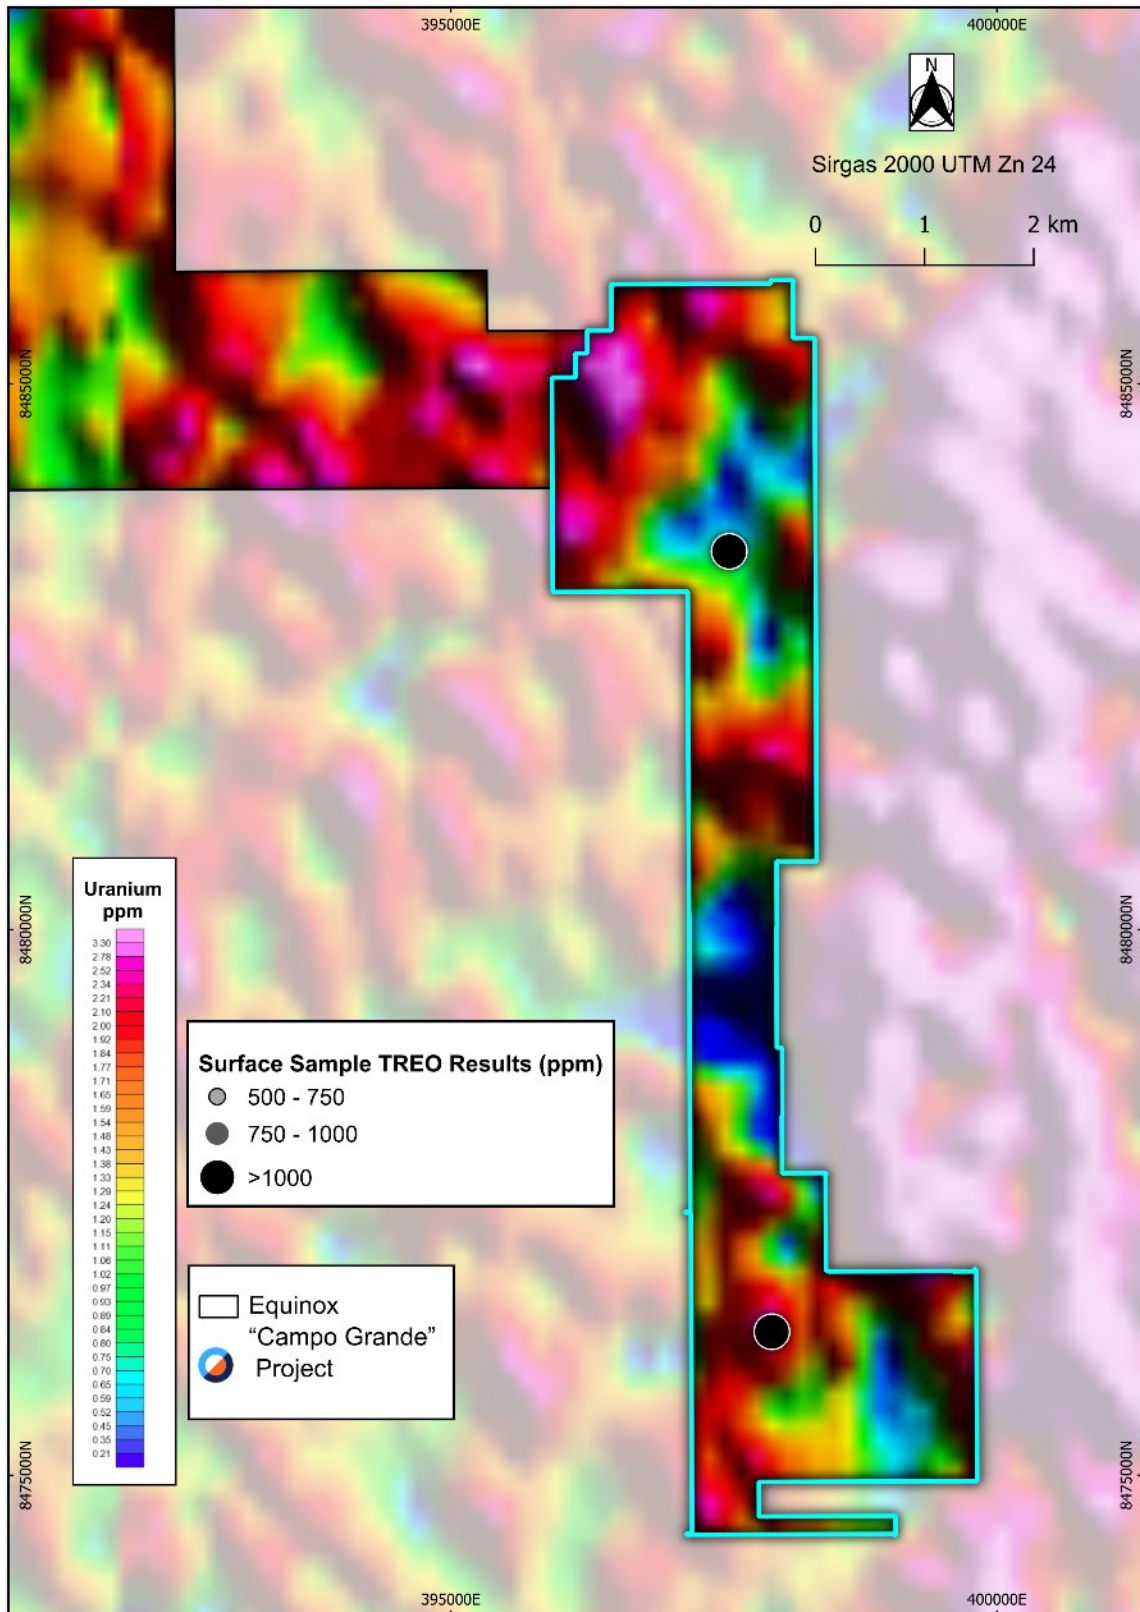 395000E
400000E
N
Sirgas 2000 UTM Zn 24
0 1 2 km
8485000N
8485000N
8480000N
8480000N
Uranium
ppm
3.30
2.78
2.52
2.34
2.21
2.10
2.00
1.92
1.84
1.77
1.71
1.65
1.59
1.54
1.48
1.43
1.38
1.33
1.29
1.24
1.20
1.15
1.11
1.06
1.02
0.97
0.93
0.89
0.84
0.80
0.75
0.70
0.65
0.59
0.52
0.45
0.35
0.21
Surface Sample TREO Results (ppm)
500 - 750
750 - 1000
>1000
Equinox
“Campo Grande”
Project
8475000N
8475000N
395000E
400000E